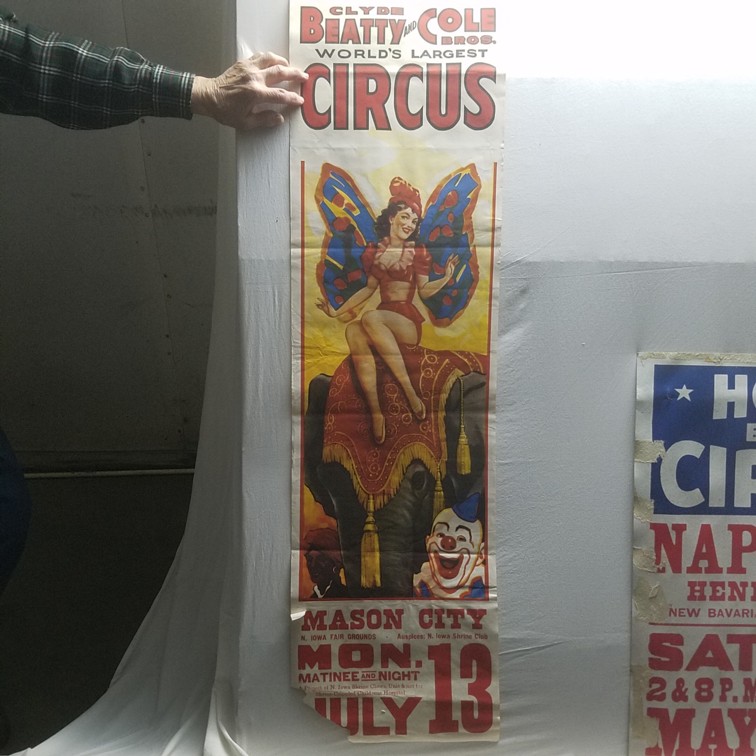 CLYDE
BEATTY AND COLE
BROS.
WORLD'S LARGEST
CIRCUS
MASON CITY
N. IOWA FAIR GROUNDS Auspices: N. Iowa Shrine Club
MON. 13
MATINEE AND NIGHT
JULY
HO
CIR
NAP
HEN
NEW BAVARIA
SAT
2 & 8 P.M
MAY